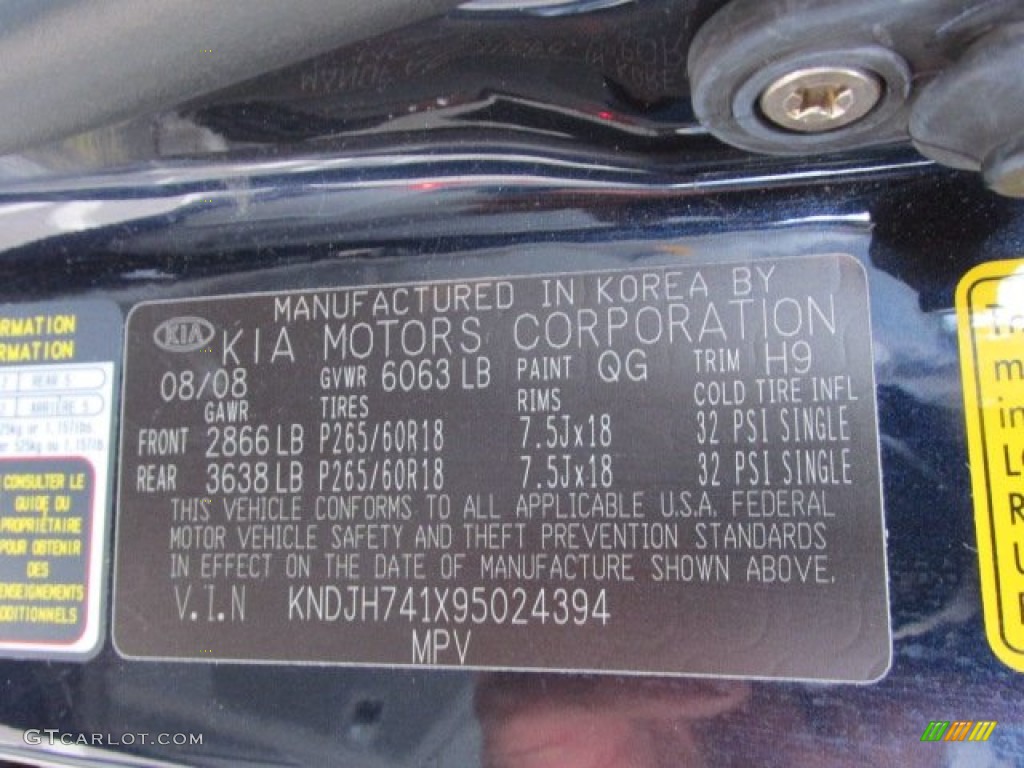 MANUFACTURED IN KOREA BY
KIA KIA MOTORS CORPORATION
08/08 GVWR 6063 LB PAINT QG TRIM H9
GAWR TIRES RIMS COLD TIRE INFL
FRONT 2866 LB P265/60R18 7.5Jx18 32 PSI SINGLE
REAR 3638 LB P265/60R18 7.5Jx18 32 PSI SINGLE
THIS VEHICLE CONFORMS TO ALL APPLICABLE U.S.A. FEDERAL
MOTOR VEHICLE SAFETY AND THEFT PREVENTION STANDARDS
IN EFFECT ON THE DATE OF MANUFACTURE SHOWN ABOVE.
V.I.N KNDJH741X95024394
MPV
REAR 5
CONSULTER LE
GUIDE DU
PROPRIÉTAIRE
POUR OBTENIR
DES
GTCARLOT.COM